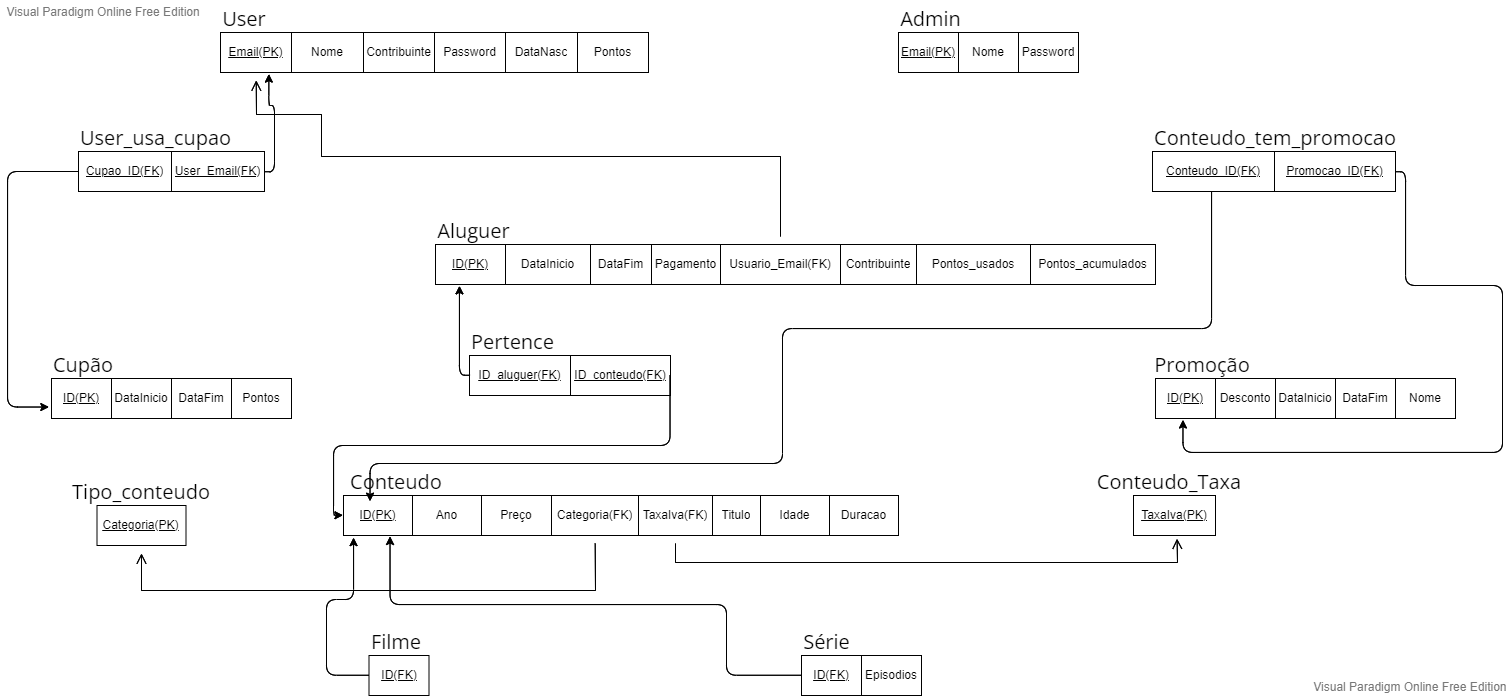 Visual Paradigm Online Free Edition
User
Email(PK) Nome Contribuinte Password DataNasc Pontos
Admin
Email(PK) Nome Password
User_usa_cupao
Cupao_ID(FK) User_Email(FK)
Conteudo_tem_promocao
Conteudo_ID(FK) Promocao_ID(FK)
Aluguer
ID(PK) DataInicio DataFim Pagamento Usuario_Email(FK) Contribuinte Pontos_usados Pontos_acumulados
Pertence
ID_aluguer(FK) ID_conteudo(FK)
Cupão
ID(PK) DataInicio DataFim Pontos
Promoção
ID(PK) Desconto DataInicio DataFim Nome
Tipo_conteudo
Categoria(PK)
Conteudo
ID(PK) Ano Preço Categoria(FK) TaxaIva(FK) Titulo Idade Duracao
Conteudo_Taxa
TaxaIva(PK)
Filme
ID(FK)
Série
ID(FK) Episodios
Visual Paradigm Online Free Edition